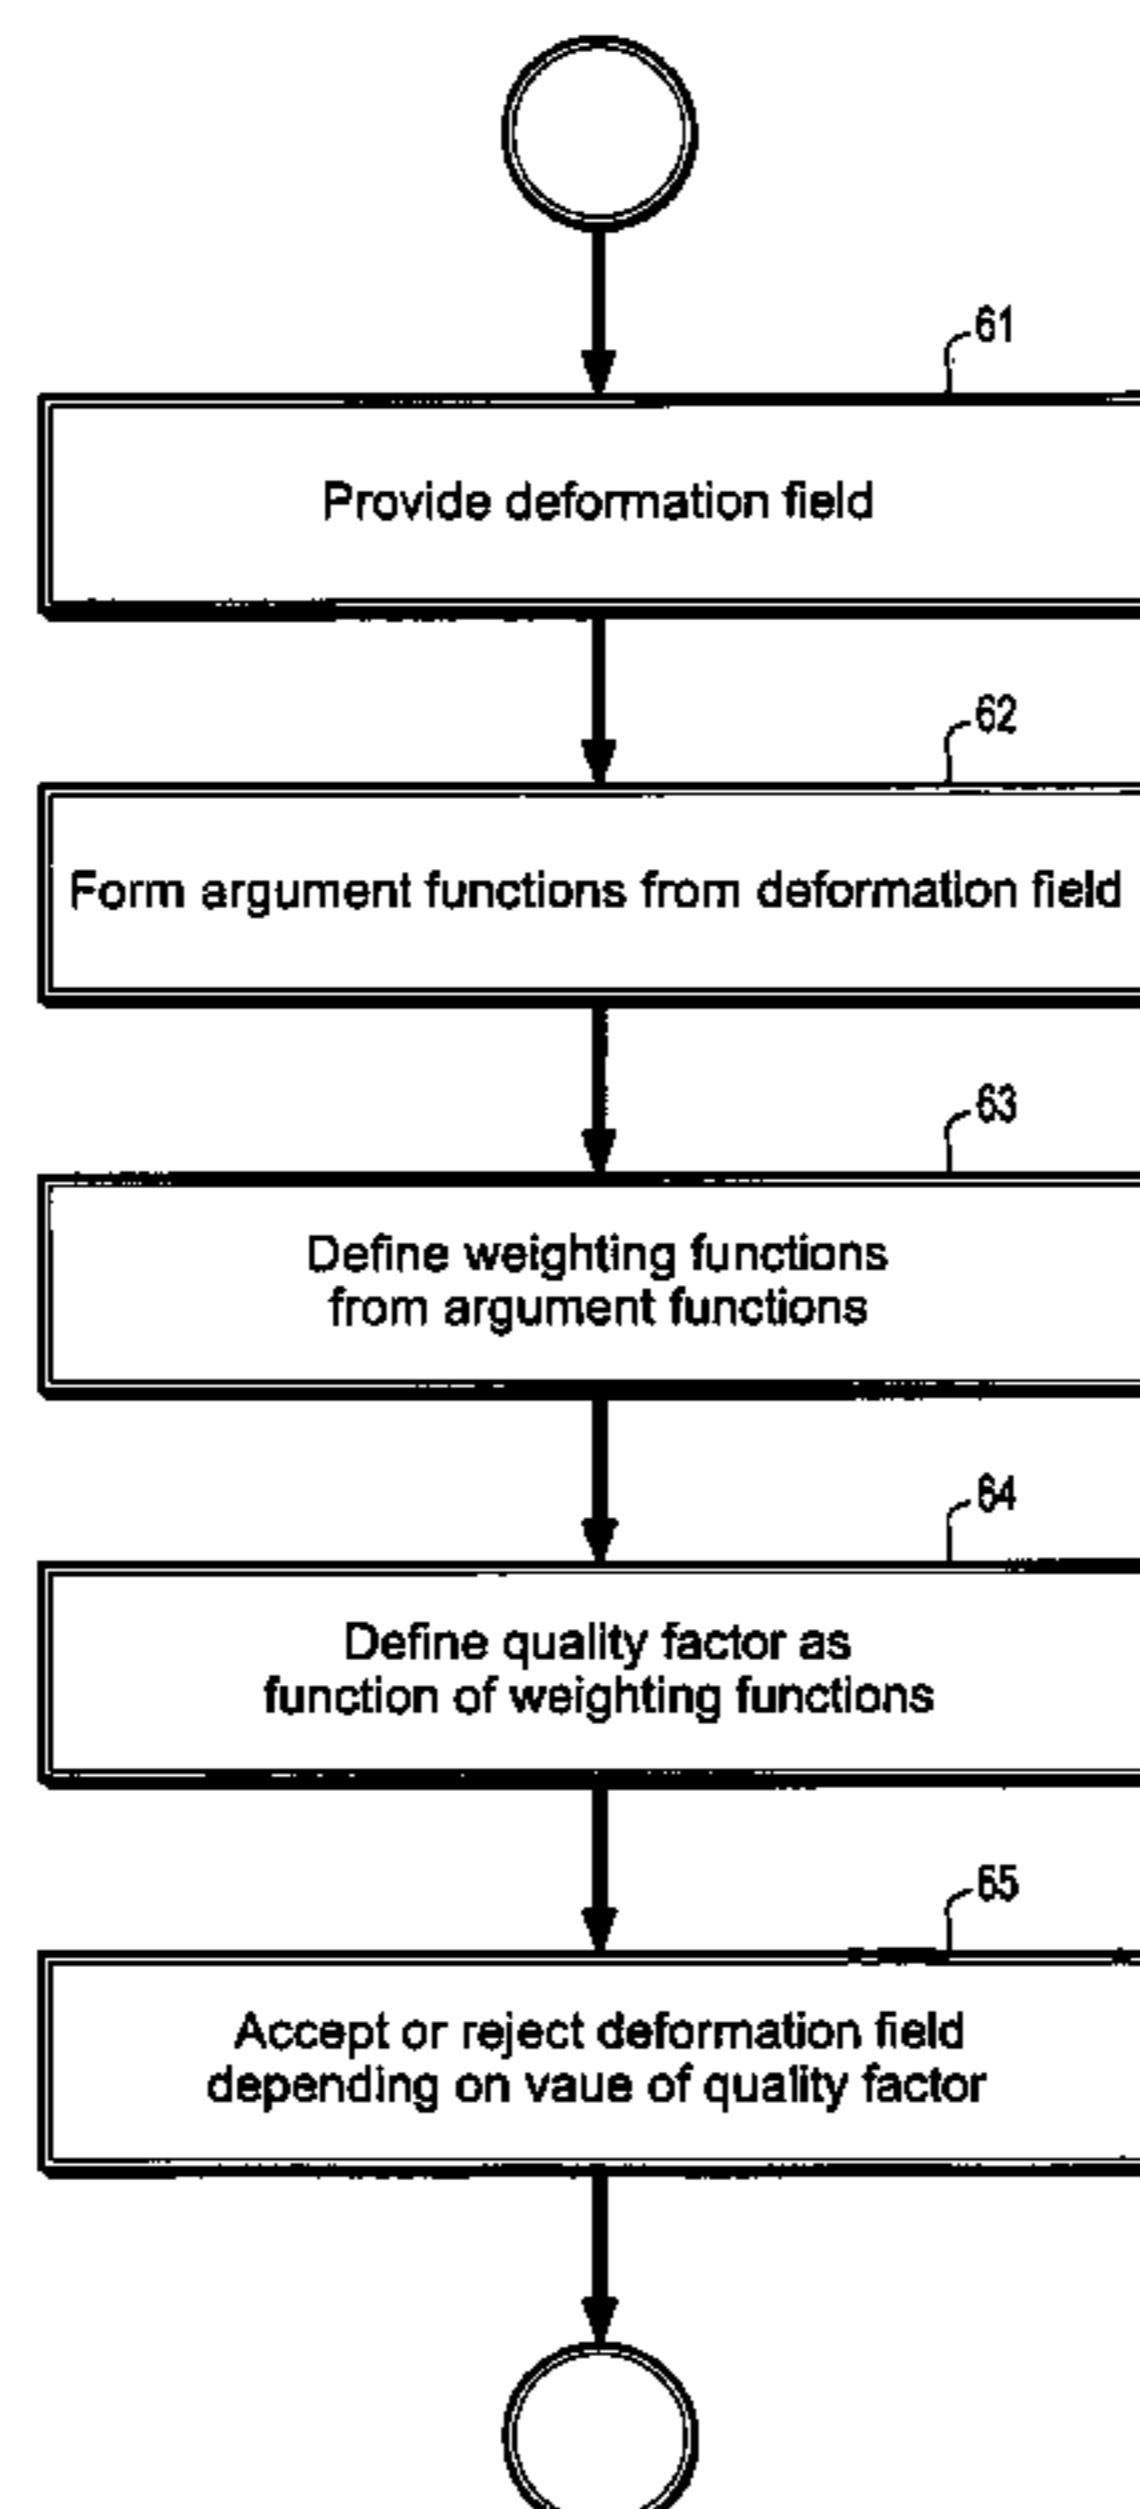 61
Provide deformation field
62
Form argument functions from deformation field
63
Define weighting functions
from argument functions
64
Define quality factor as
function of weighting functions
65
Accept or reject deformation field
depending on vaue of quality factor